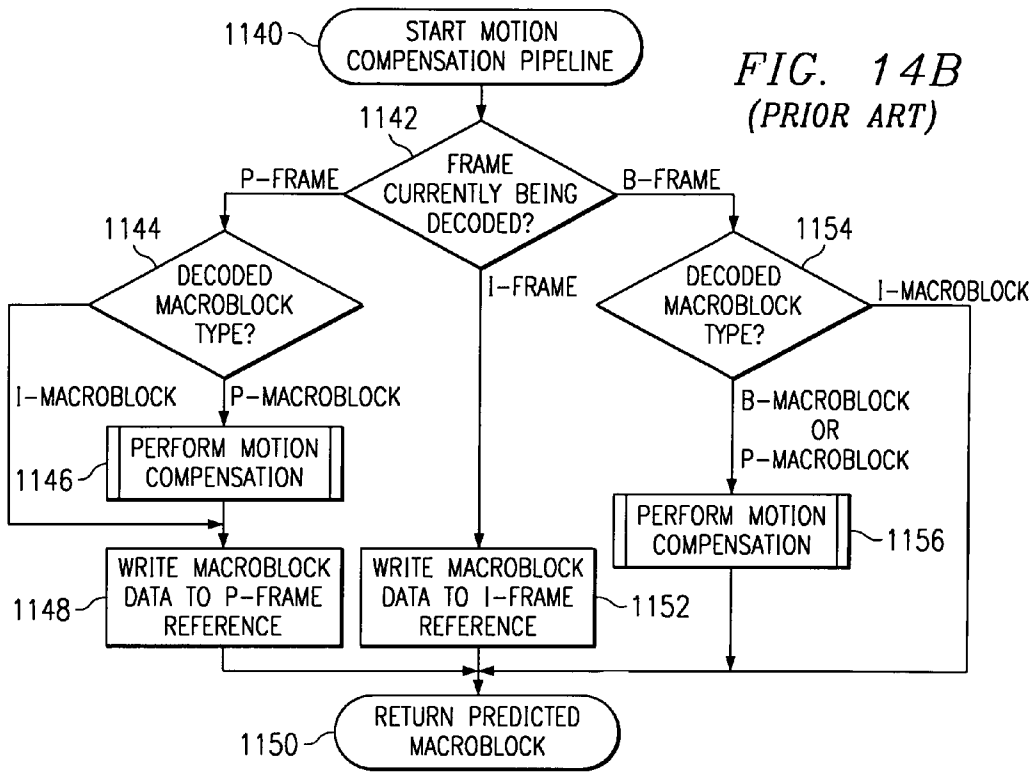 1140
START MOTION
COMPENSATION PIPELINE
FIG. 14B
(PRIOR ART)
1142
FRAME
CURRENTLY BEING
DECODED?
P-FRAME
B-FRAME
I-FRAME
1144
DECODED
MACROBLOCK
TYPE?
1154
DECODED
MACROBLOCK
TYPE?
I-MACROBLOCK
I-MACROBLOCK
P-MACROBLOCK
B-MACROBLOCK
OR
P-MACROBLOCK
1146
PERFORM MOTION
COMPENSATION
PERFORM MOTION
COMPENSATION
1156
1148
WRITE MACROBLOCK
DATA TO P-FRAME
REFERENCE
WRITE MACROBLOCK
DATA TO I-FRAME
REFERENCE
1152
1150
RETURN PREDICTED
MACROBLOCK